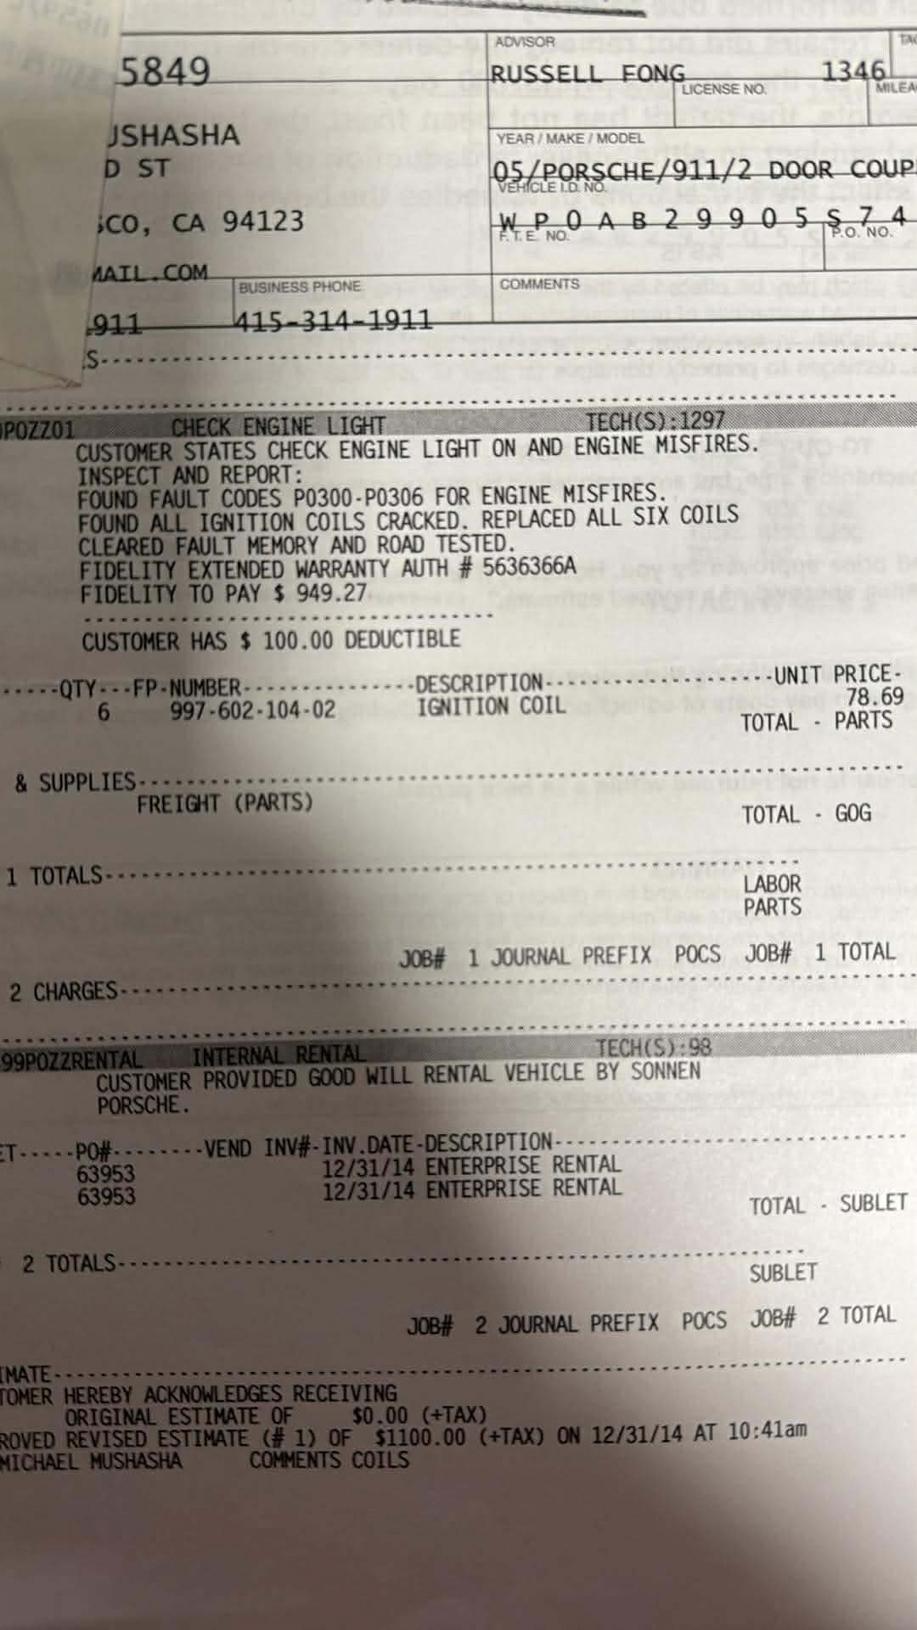 ADVISOR
5849
RUSSELL FONG 1346
LICENSE NO.
JSHASHA
YEAR / MAKE / MODEL
D ST
05/PORSCHE/911/2 DOOR COUP
VEHICLE I.D. NO.
CO, CA 94123
W P 0 A B 2 9 9 0 5 S 7 4
F. T. E. NO. P.O. NO.
MAIL.COM
BUSINESS PHONE
COMMENTS
911 415-314-1911
S------------------------------------------------
POZZ01 CHECK ENGINE LIGHT TECH(S):1297
CUSTOMER STATES CHECK ENGINE LIGHT ON AND ENGINE MISFIRES.
INSPECT AND REPORT:
FOUND FAULT CODES P0300-P0306 FOR ENGINE MISFIRES.
FOUND ALL IGNITION COILS CRACKED. REPLACED ALL SIX COILS
CLEARED FAULT MEMORY AND ROAD TESTED.
FIDELITY EXTENDED WARRANTY AUTH # 5636366A
FIDELITY TO PAY $ 949.27
CUSTOMER HAS $ 100.00 DEDUCTIBLE
-----QTY---FP-NUMBER---------------DESCRIPTION--------------------UNIT PRICE-
6 997-602-104-02 IGNITION COIL 78.69
TOTAL - PARTS
& SUPPLIES------------------------------------------------
FREIGHT (PARTS)
TOTAL - GOG
1 TOTALS------------------------------------------------
LABOR
PARTS
JOB# 1 JOURNAL PREFIX POCS JOB# 1 TOTAL
2 CHARGES------------------------------------------------
99POZZRENTAL INTERNAL RENTAL TECH(S):98
CUSTOMER PROVIDED GOOD WILL RENTAL VEHICLE BY SONNEN
PORSCHE.
ET-----PO#--------VEND INV#-INV.DATE-DESCRIPTION------------------------------
63953 12/31/14 ENTERPRISE RENTAL
63953 12/31/14 ENTERPRISE RENTAL
TOTAL - SUBLET
2 TOTALS------------------------------------------------
SUBLET
JOB# 2 JOURNAL PREFIX POCS JOB# 2 TOTAL
IMATE------------------------------------------------
TOMER HEREBY ACKNOWLEDGES RECEIVING
ORIGINAL ESTIMATE OF $0.00 (+TAX)
ROVED REVISED ESTIMATE (# 1) OF $1100.00 (+TAX) ON 12/31/14 AT 10:41am
MICHAEL MUSHASHA COMMENTS COILS